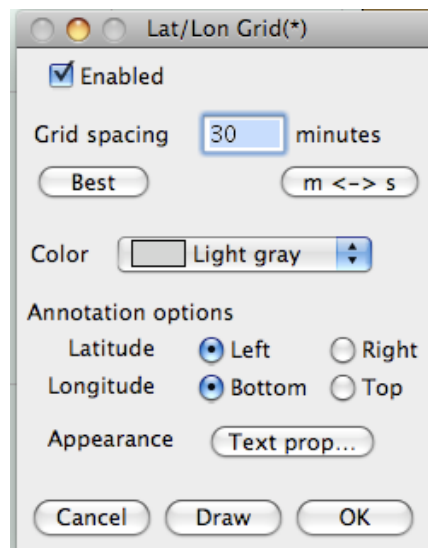 Lat/Lon Grid(*)
Enabled
Grid spacing 30 minutes
Best m <-> s
Color Light gray
Annotation options
Latitude Left Right
Longitude Bottom Top
Appearance Text prop...
Cancel Draw OK